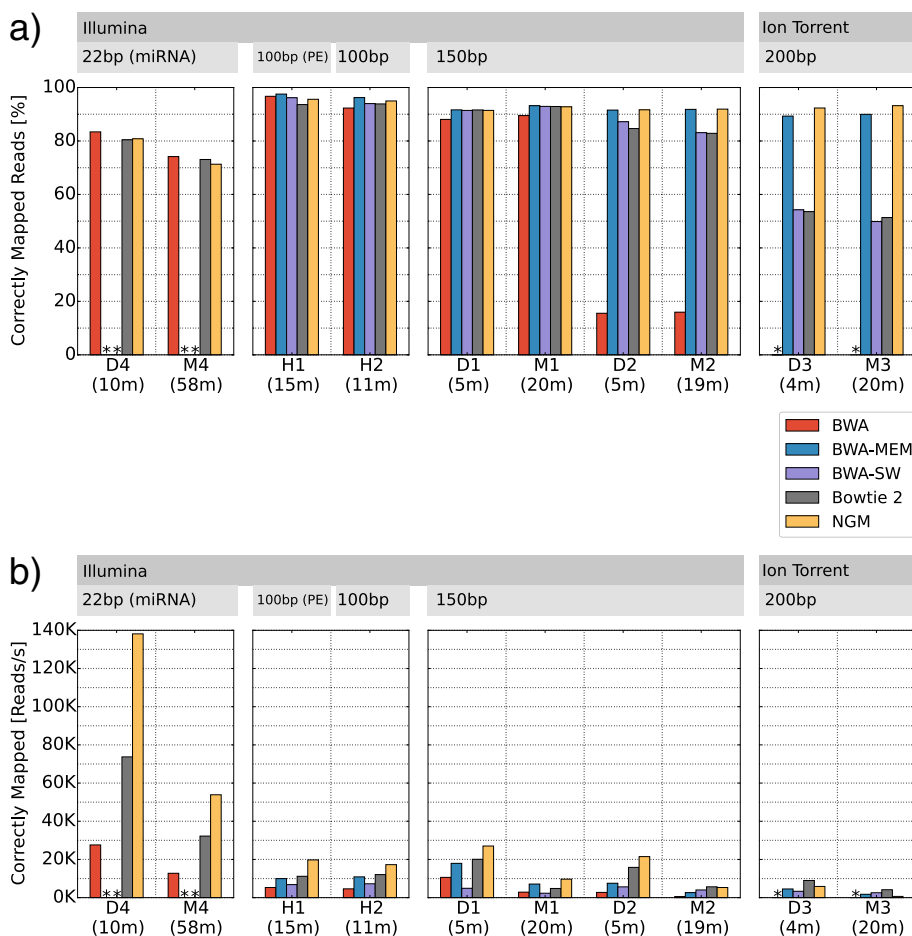 a)
Illumina
Ion Torrent
22bp (miRNA)
100bp (PE)
100bp
150bp
200bp
Correctly Mapped Reads [%]
100
80
60
40
20
0
* *
* *
*
*
D4 M4 H1 H2 D1 M1 D2 M2 D3 M3
(10m) (58m) (15m) (11m) (5m) (20m) (5m) (19m) (4m) (20m)
BWA
BWA-MEM
BWA-SW
Bowtie 2
NGM
b)
Illumina
Ion Torrent
22bp (miRNA)
100bp (PE)
100bp
150bp
200bp
Correctly Mapped [Reads/s]
140K
120K
100K
80K
60K
40K
20K
0K
* *
* *
*
*
D4 M4 H1 H2 D1 M1 D2 M2 D3 M3
(10m) (58m) (15m) (11m) (5m) (20m) (5m) (19m) (4m) (20m)